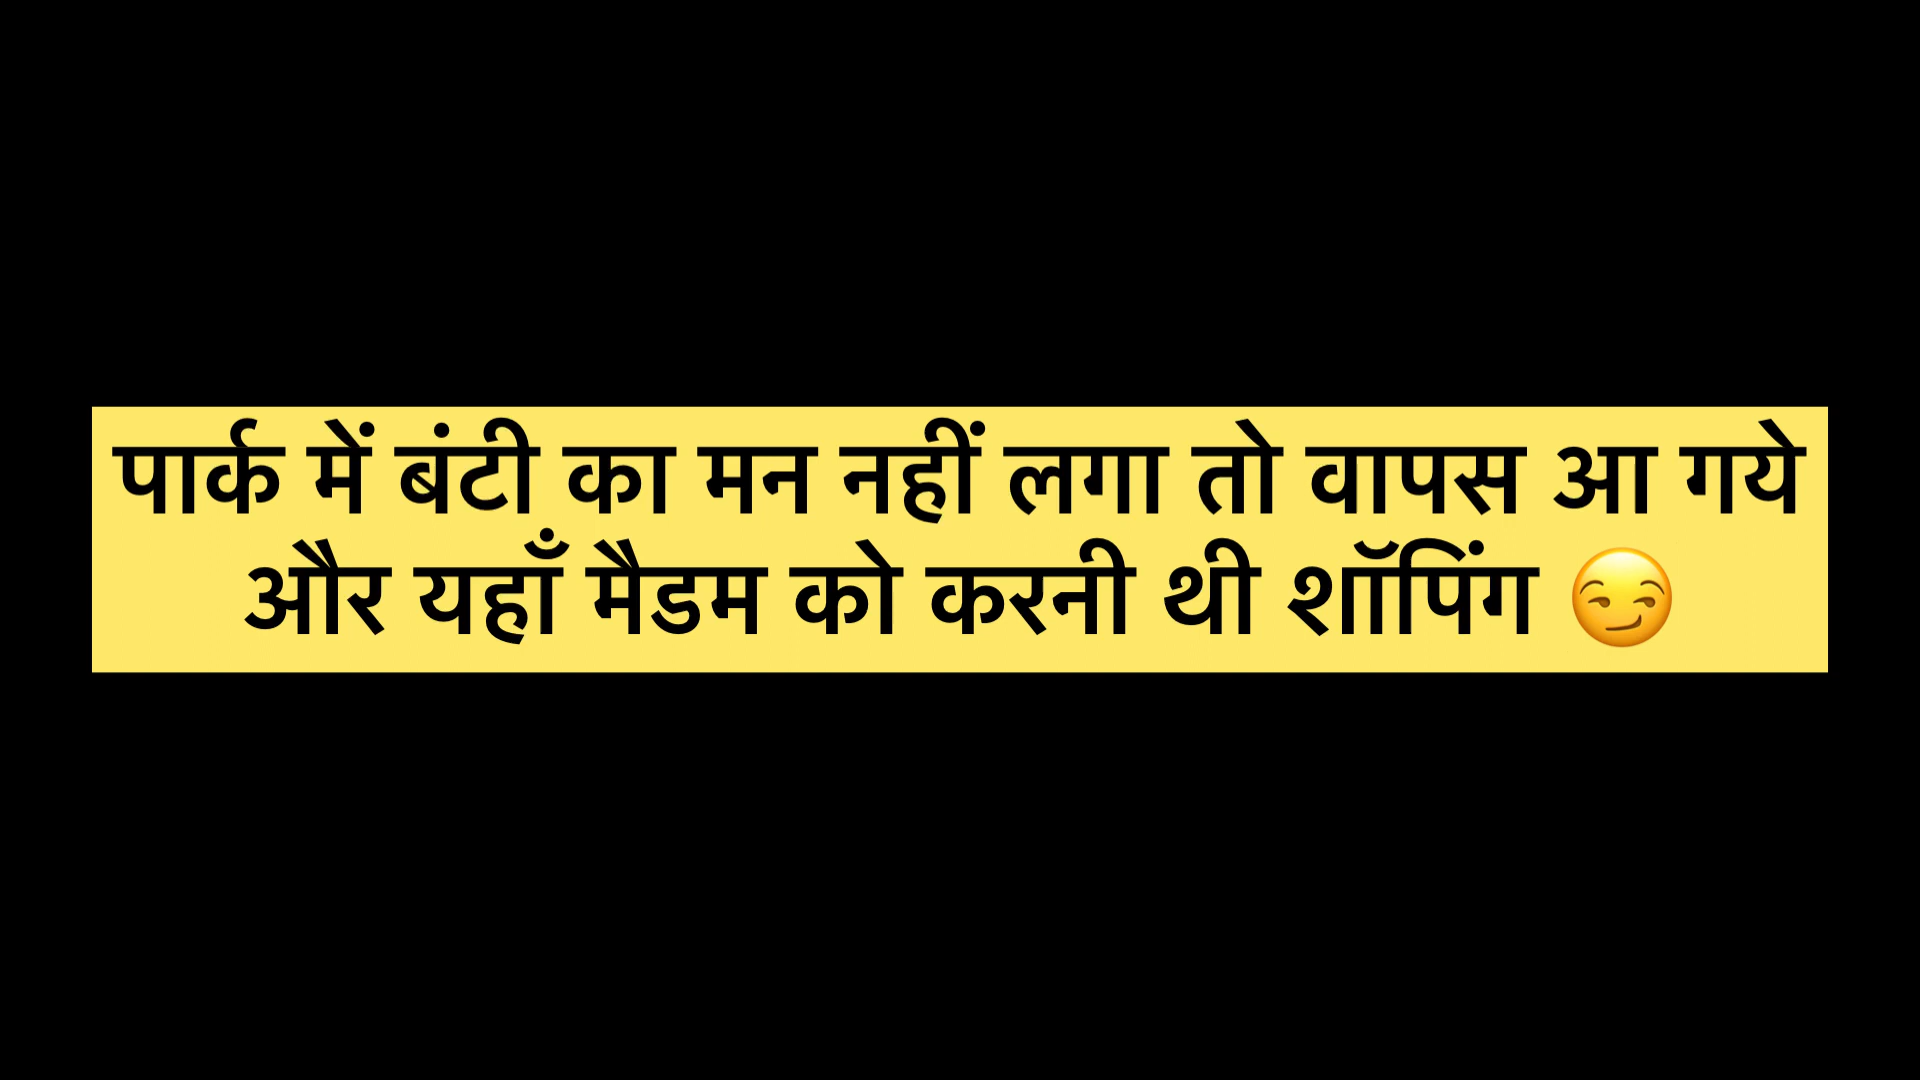 पार्क में बंटी का मन नहीं लगा तो वापस आ गये
और यहाँ मैडम को करनी थी शॉपिंग 😏